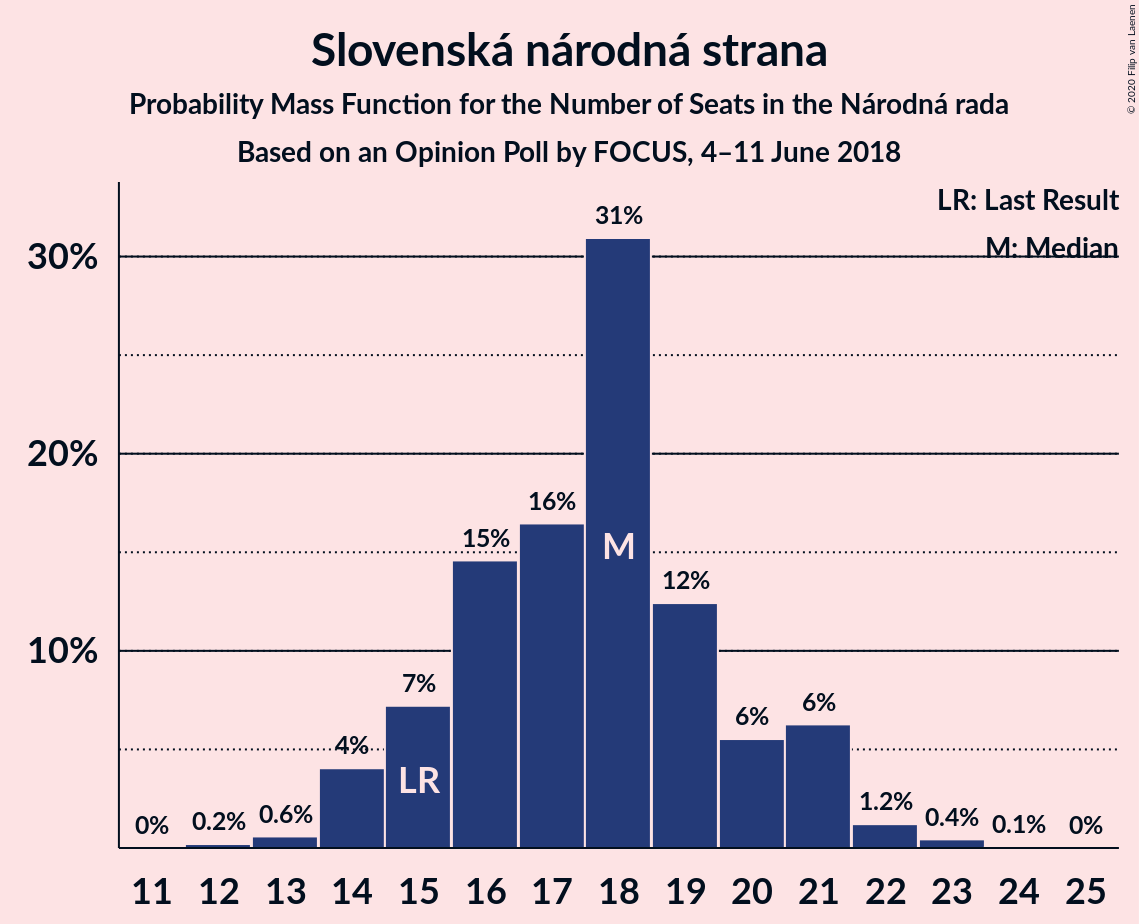 Slovenská národná strana
Probability Mass Function for the Number of Seats in the Národná rada
Based on an Opinion Poll by FOCUS, 4–11 June 2018
© 2020 Filip van Laenen
LR: Last Result
M: Median
30%
20%
10%
0%
0.2%
0.6%
4%
7%
15%
16%
31%
12%
6%
6%
1.2%
0.4%
0.1%
0%
LR
M
11 12 13 14 15 16 17 18 19 20 21 22 23 24 25